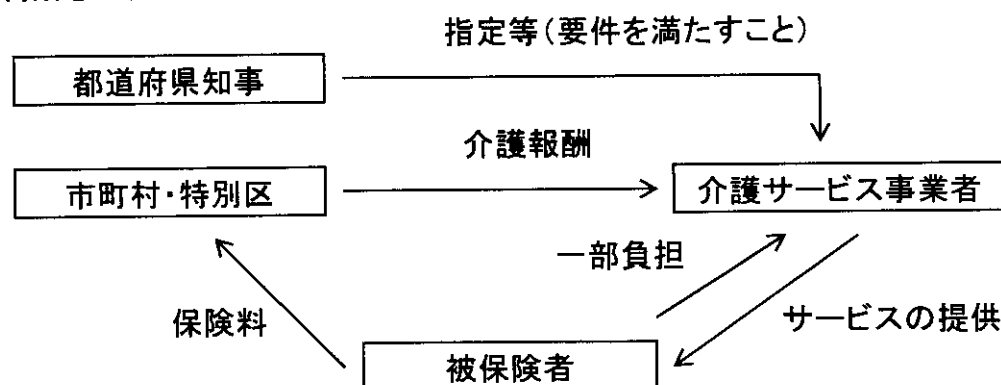 指定等(要件を満たすこと)
都道府県知事
介護報酬
市町村・特別区
介護サービス事業者
一部負担
保険料
サービスの提供
被保険者